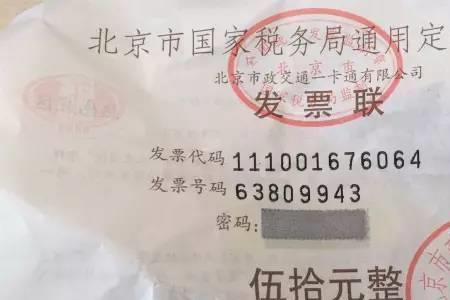 北京市国家税务局通用定
北京市政交通一卡通有限公司
发票联
发票代码 111001676064
发票号码 63809943
密码:
伍拾元整